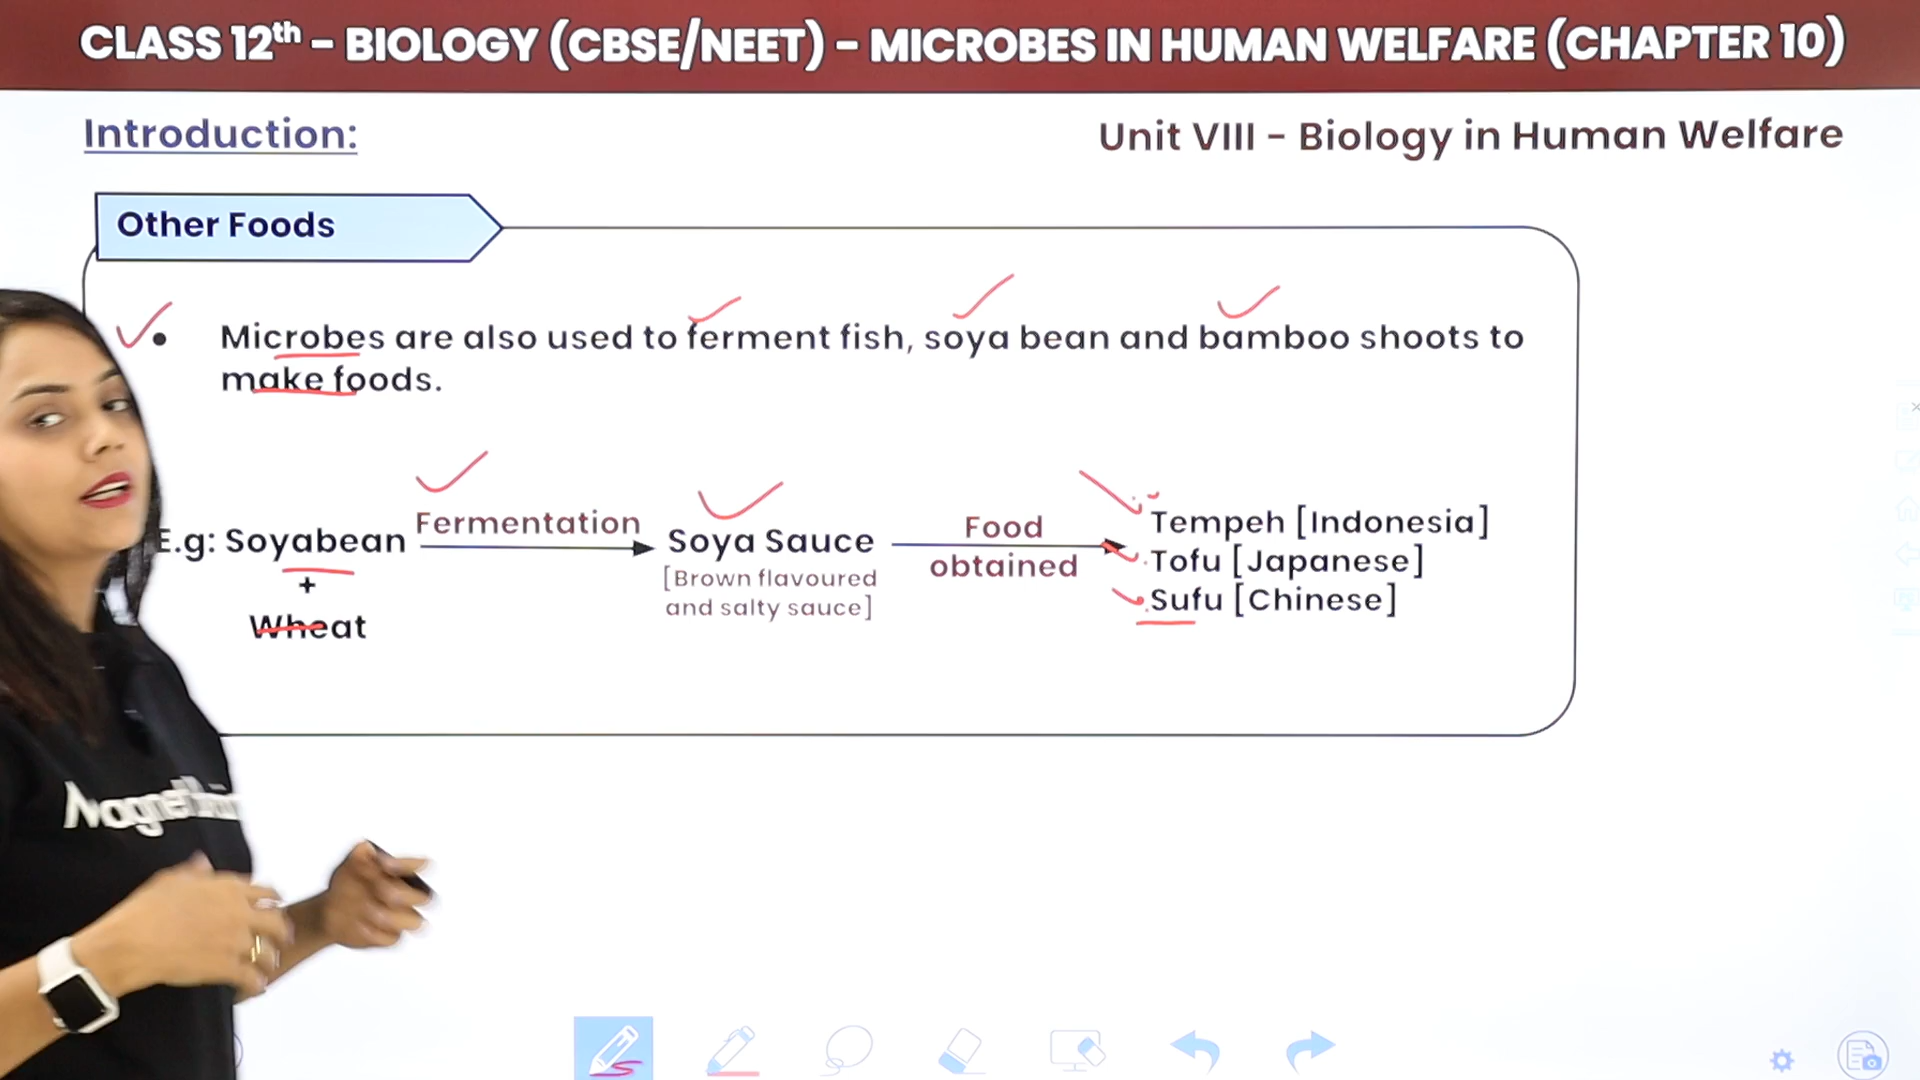 CLASS 12th – BIOLOGY (CBSE/NEET) – MICROBES IN HUMAN WELFARE (CHAPTER 10)
Introduction:
Unit VIII – Biology in Human Welfare
Other Foods
• Microbes are also used to ferment fish, soya bean and bamboo shoots to
make foods.
E.g: Soyabean
+
Wheat
Fermentation
Soya Sauce
[Brown flavoured
and salty sauce]
Food
obtained
Tempeh [Indonesia]
Tofu [Japanese]
Sufu [Chinese]